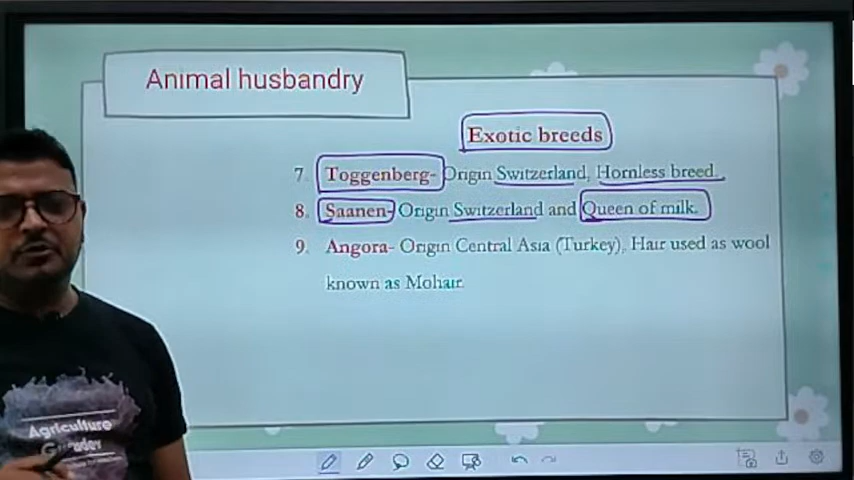 Animal husbandry
Exotic breeds
7. Toggenberg- Origin Switzerland, Hornless breed.
8. Saanen- Origin Switzerland and Queen of milk.
9. Angora- Origin Central Asia (Turkey), Hair used as wool
known as Mohair.
Agriculture